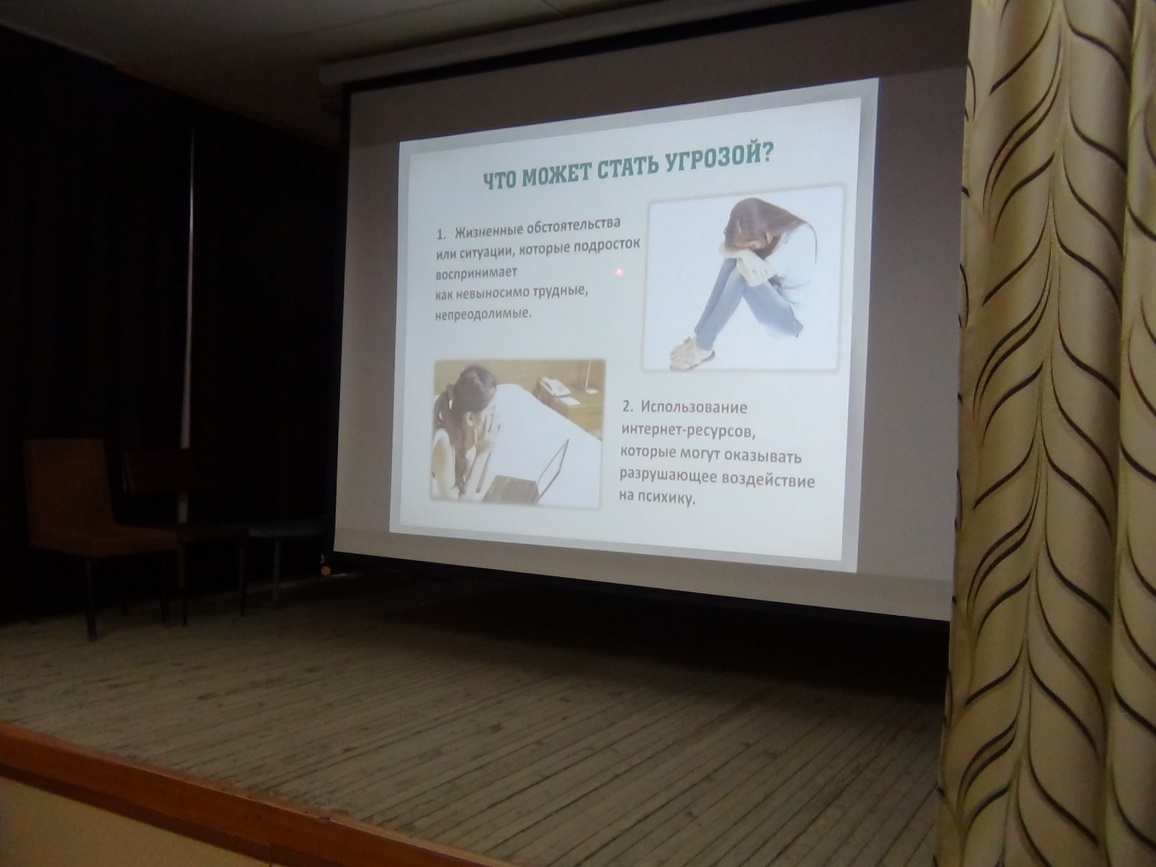 ЧТО МОЖЕТ СТАТЬ УГРОЗОЙ?
1. Жизненные обстоятельства
или ситуации, которые подросток
воспринимает
как невыносимо трудные,
непреодолимые.
2. Использование
интернет-ресурсов,
которые могут оказывать
разрушающее воздействие
на психику.